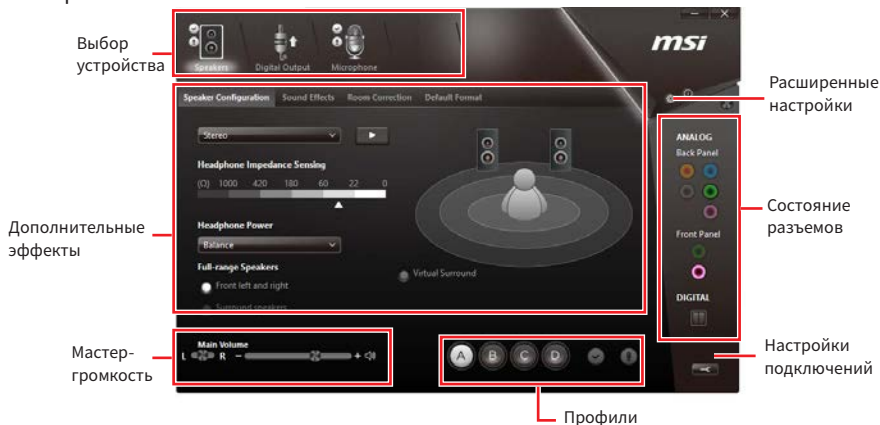 Выбор
устройства
Speakers
Digital Output
Microphone
msi
Расширенные
настройки
Speaker Configuration
Sound Effects
Room Correction
Default Format
Stereo
Headphone Impedance Sensing
(Ω) 1000 420 180 60 22 0
Headphone Power
Balance
Full-range Speakers
Front left and right
Surround speakers
Virtual Surround
Дополнительные
эффекты
ANALOG
Back Panel
Front Panel
DIGITAL
Состояние
разъемов
Main Volume
L R - +
Мастер-
громкость
A B C D
Настройки
подключений
Профили